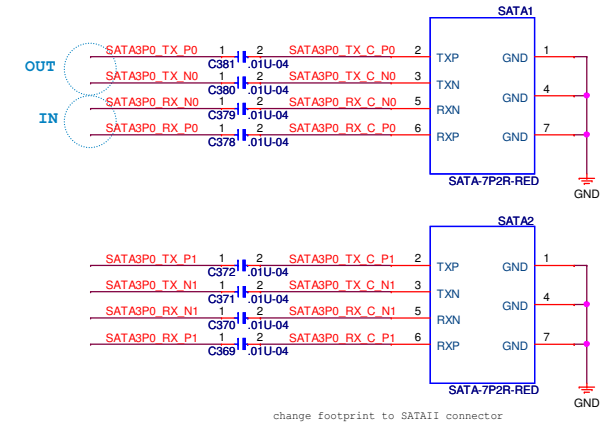 SATA1
SATA3P0_TX_P0 1 2 SATA3P0_TX_C_P0 2 TXP GND 1
C381 .01U-04
OUT
SATA3P0_TX_N0 1 2 SATA3P0_TX_C_N0 3 TXN
C380 .01U-04
GND 4
SATA3P0_RX_N0 1 2 SATA3P0_RX_C_N0 5 RXN
C379 .01U-04
IN
SATA3P0_RX_P0 1 2 SATA3P0_RX_C_P0 6 RXP GND 7
C378 .01U-04
SATA-7P2R-RED
GND
SATA2
SATA3P0_TX_P1 1 2 SATA3P0_TX_C_P1 2 TXP GND 1
C372 .01U-04
SATA3P0_TX_N1 1 2 SATA3P0_TX_C_N1 3 TXN
C371 .01U-04
GND 4
SATA3P0_RX_N1 1 2 SATA3P0_RX_C_N1 5 RXN
C370 .01U-04
SATA3P0_RX_P1 1 2 SATA3P0_RX_C_P1 6 RXP GND 7
C369 .01U-04
SATA-7P2R-RED
GND
change footprint to SATAII connector